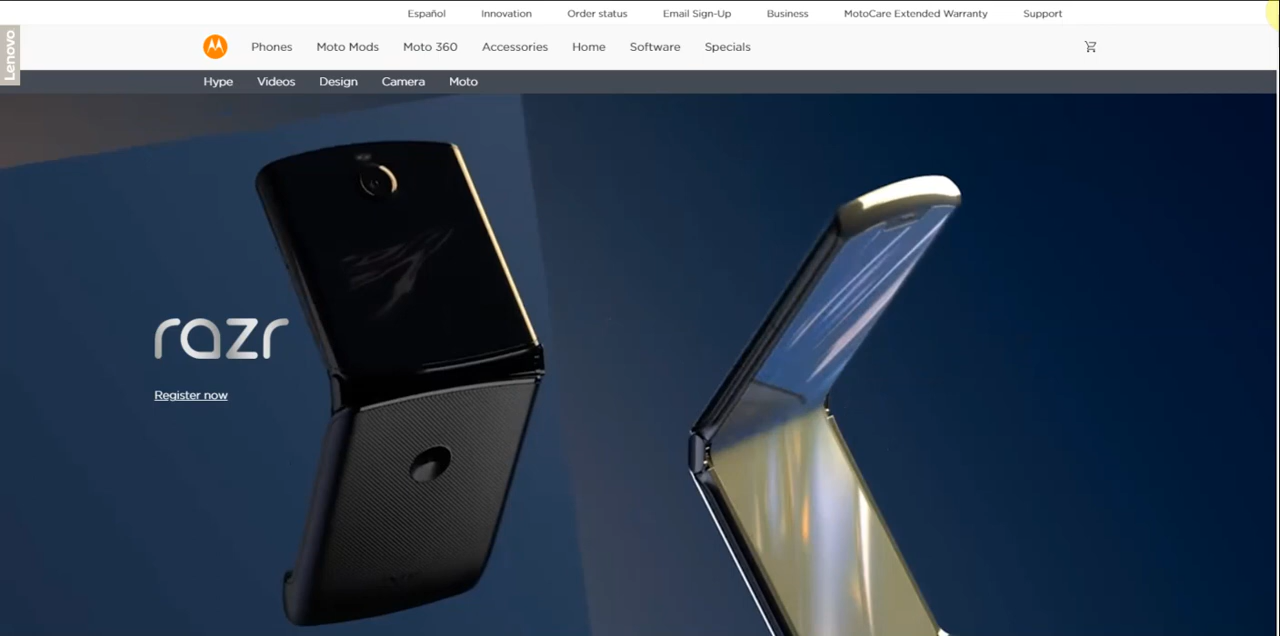 Español Innovation Order status Email Sign-Up Business MotoCare Extended Warranty Support
Lenovo
Phones Moto Mods Moto 360 Accessories Home Software Specials
Hype Videos Design Camera Moto
razr
Register now